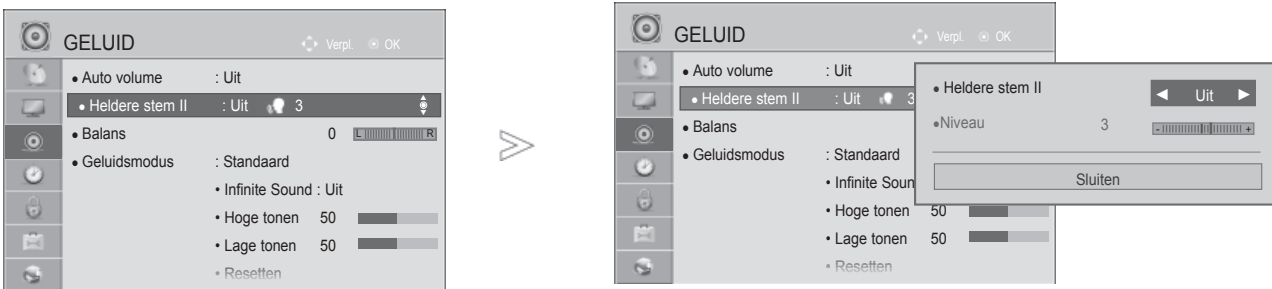 GELUID
Verpl. OK
• Auto volume : Uit
• Heldere stem II : Uit 3
• Balans 0 L R
• Geluidsmodus : Standaard
• Infinite Sound : Uit
• Hoge tonen 50
• Lage tonen 50
• Resetten
GELUID
Verpl. OK
• Auto volume : Uit
• Heldere stem II : Uit 3
• Balans
• Geluidsmodus : Standaard
• Infinite Soun
• Hoge tonen 50
• Lage tonen 50
• Resetten
• Heldere stem II ◄ Uit ►
•Niveau 3 - +
Sluiten